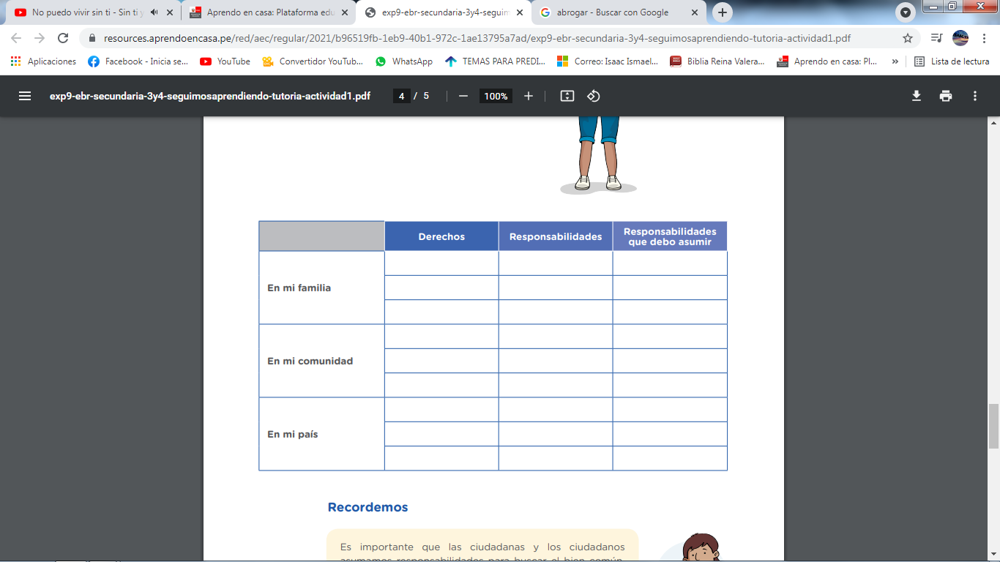 No puedo vivir sin ti - Sin ti y
Aprendo en casa: Plataforma edu
exp9-ebr-secundaria-3y4-seguim
abrogar - Buscar con Google
resources.aprendoencasa.pe/red/aec/regular/2021/b96519fb-1eb9-40b1-972c-1ae13795a7ad/exp9-ebr-secundaria-3y4-seguimosaprendiendo-tutoria-actividad1.pdf
Aplicaciones
Facebook - Inicia se...
YouTube
Convertidor YouTub...
WhatsApp
TEMAS PARA PREDI...
Correo: Isaac Ismael...
Biblia Reina Valera...
Aprendo en casa: Pl...
»
Lista de lectura
exp9-ebr-secundaria-3y4-seguimosaprendiendo-tutoria-actividad1.pdf
4 / 5
100%
Derechos
Responsabilidades
Responsabilidades
que debo asumir
En mi familia
En mi comunidad
En mi país
Recordemos
Es importante que las ciudadanas y los ciudadanos
asumamos responsabilidades para buscar el bien común